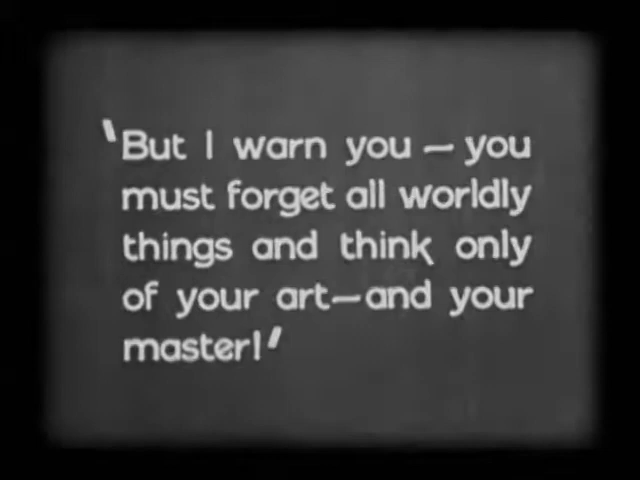 'But I warn you — you
must forget all worldly
things and think only
of your art—and your
master!'